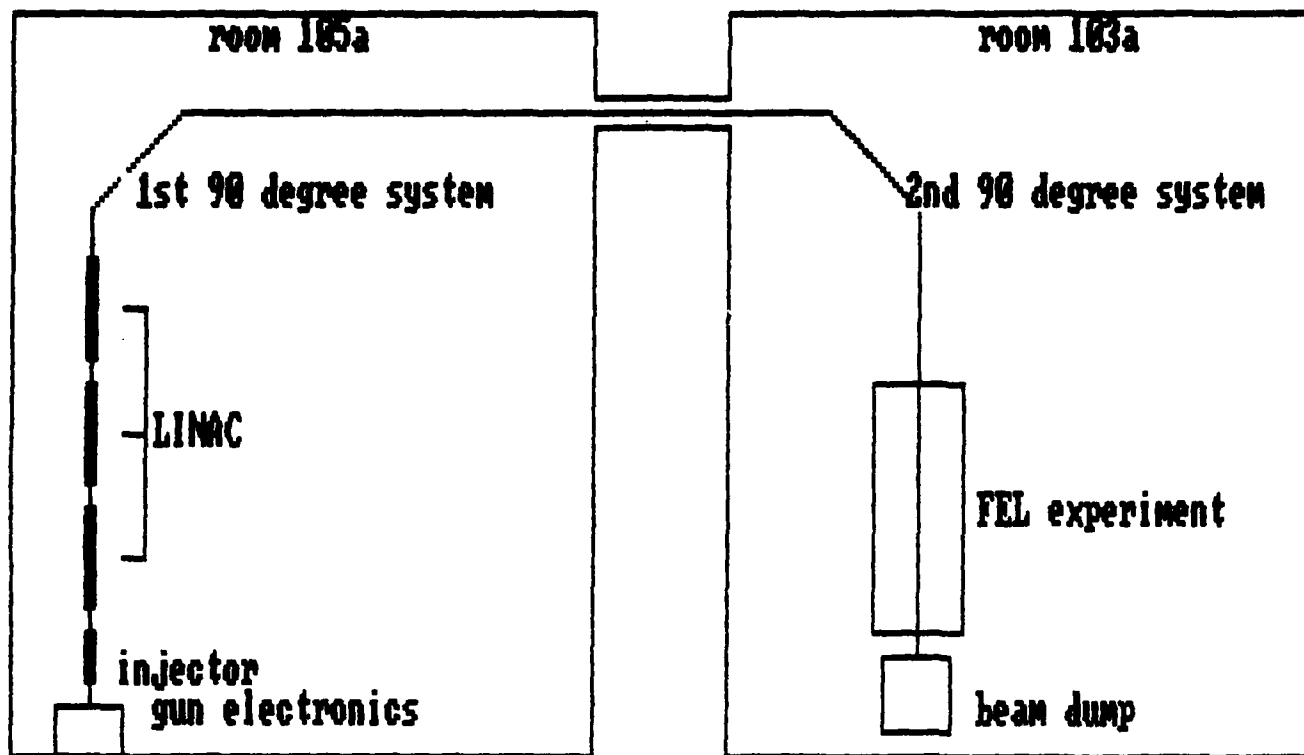 room 105a
room 103a
1st 90 degree system
2nd 90 degree system
LINAC
FEL experiment
injector
gun electronics
beam dump